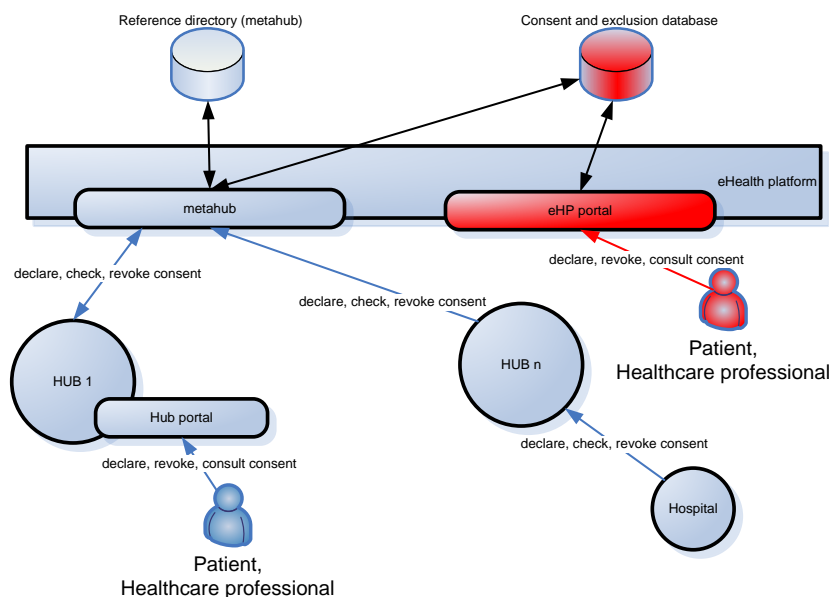 Reference directory (metahub)
Consent and exclusion database
eHealth platform
metahub
eHP portal
declare, check, revoke consent
declare, revoke, consult consent
declare, check, revoke consent
HUB 1
Hub portal
HUB n
Patient,
Healthcare professional
declare, check, revoke consent
declare, revoke, consult consent
Hospital
Patient,
Healthcare professional